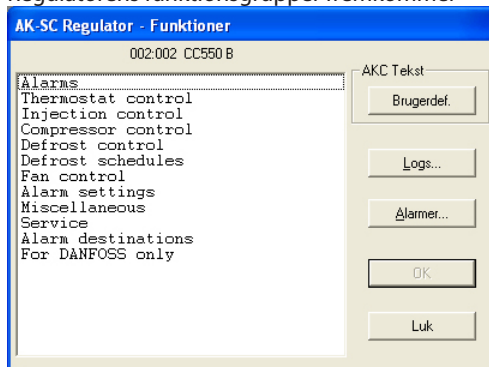 Regulatorens funktionsgrupper fremkommer
AK-SC Regulator - Funktioner
002:002 CC550 B
Alarms
Thermostat control
Injection control
Compressor control
Defrost control
Defrost schedules
Fan control
Alarm settings
Miscellaneous
Service
Alarm destinations
For DANFOSS only
AKC Tekst
Brugerdef.
Logs...
Alarmer...
OK
Luk